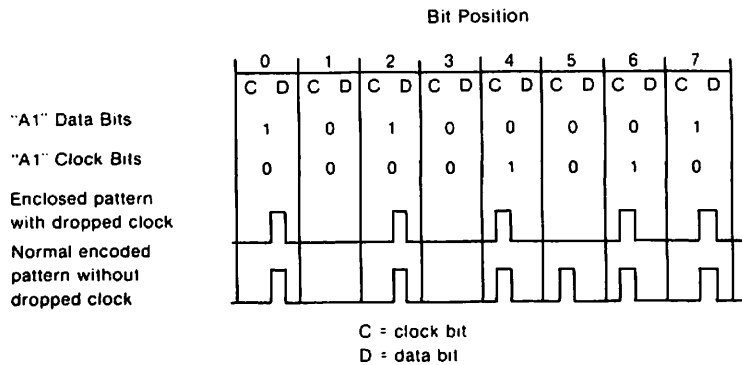 Bit Position
0 1 2 3 4 5 6 7
C D C D C D C D C D C D C D C D
"A1" Data Bits 1 0 1 0 0 0 0 1
"A1" Clock Bits 0 0 0 0 1 0 1 0
Enclosed pattern
with dropped clock
Normal encoded
pattern without
dropped clock
C = clock bit
D = data bit